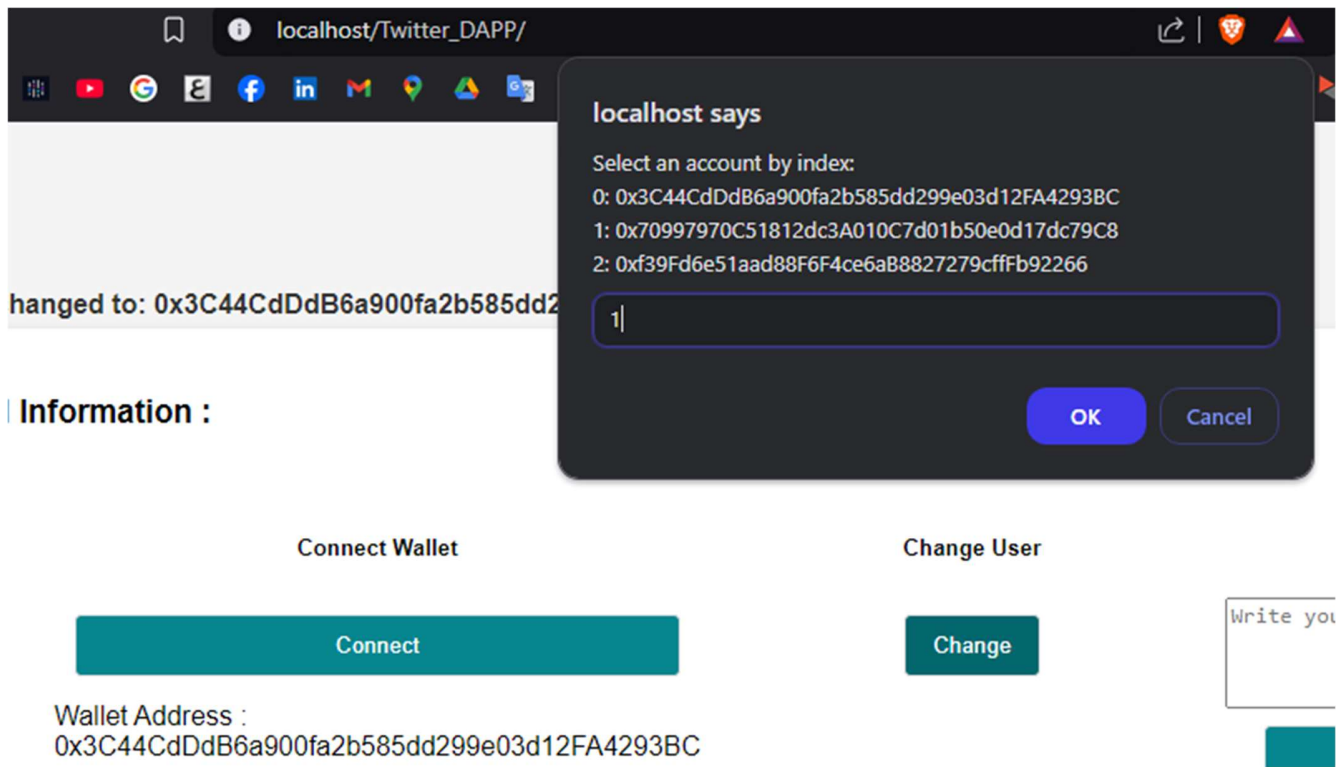 localhost/Twitter_DAPP/
localhost says
Select an account by index:
0: 0x3C44CdDdB6a900fa2b585dd299e03d12FA4293BC
1: 0x70997970C51812dc3A010C7d01b50e0d17dc79C8
2: 0xf39Fd6e51aad88F6F4ce6aB8827279cffFb92266
1
OK
Cancel
hanged to: 0x3C44CdDdB6a900fa2b585dd2
Information :
Connect Wallet
Change User
Connect
Change
Write you
Wallet Address :
0x3C44CdDdB6a900fa2b585dd299e03d12FA4293BC